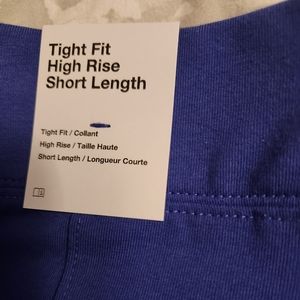 Tight Fit
High Rise
Short Length
Tight Fit / Collant
High Rise / Taille Haute
Short Length / Longueur Courte